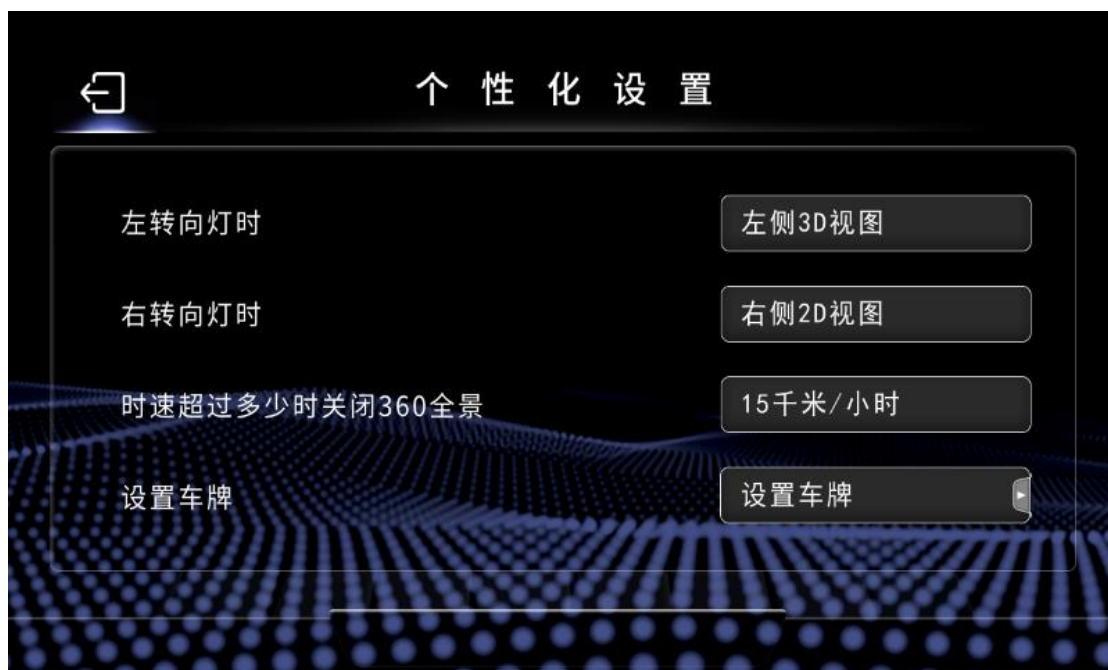 个性化设置
左转向灯时 左侧3D视图
右转向灯时 右侧2D视图
时速超过多少时关闭360全景 15千米/小时
设置车牌 设置车牌